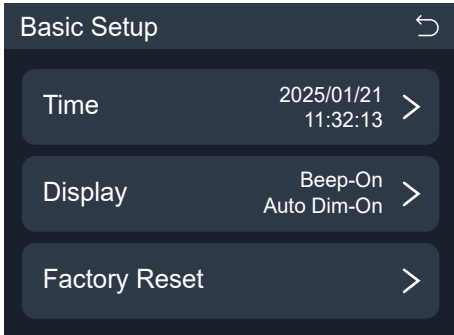 Basic Setup
Time
2025/01/21
11:32:13
Display
Beep-On
Auto Dim-On
Factory Reset